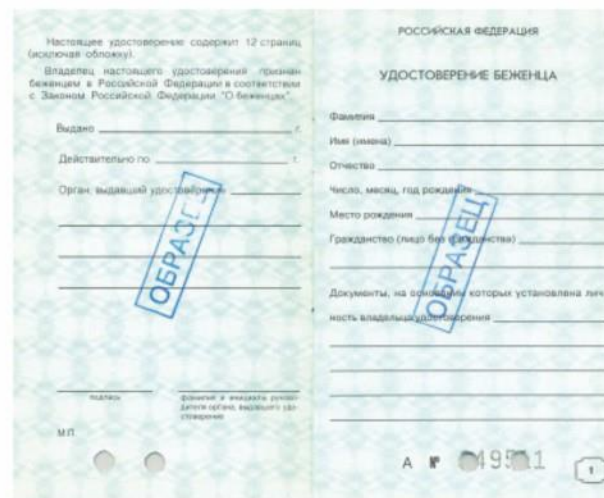 Настоящее удостоверение содержит 12 страниц
(исключая обложку).
Владелец настоящего удостоверения признан
беженцем в Российской Федерации в соответствии
с Законом Российской Федерации "О беженцах".
Выдано г.
Действительно по г.
Орган, выдавший удостоверение
ОБРАЗЕЦ
подпись
фамилия и инициалы руково-
дителя органа, выдавшего удо-
стоверение
М.П.
РОССИЙСКАЯ ФЕДЕРАЦИЯ
УДОСТОВЕРЕНИЕ БЕЖЕНЦА
Фамилия
Имя (имена)
Отчество
Число, месяц, год рождения
Место рождения
Гражданство (лицо без гражданства)
Документы, на основании которых установлена лич
ность владельца удостоверения
ОБРАЗЕЦ
А №
1